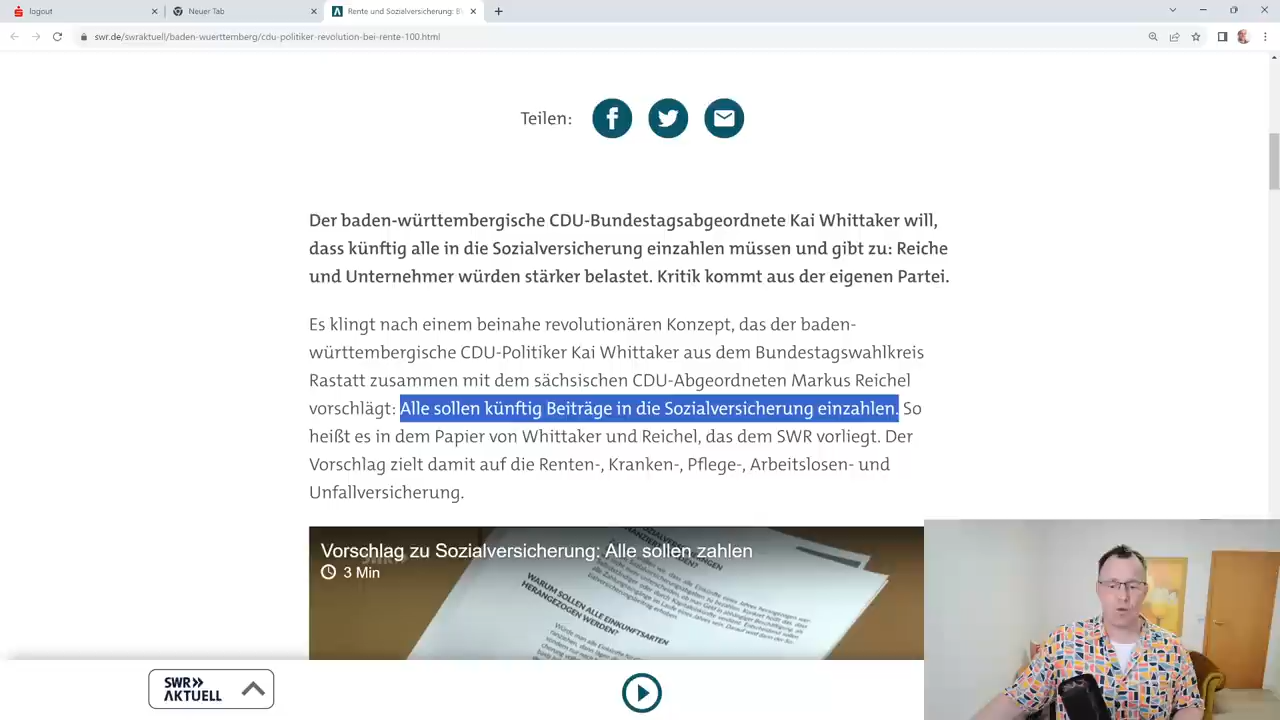 logout
Neuer Tab
Rente und Sozialversicherung: B
swr.de/swraktuell/baden-wuerttemberg/cdu-politiker-revolution-bei-rente-100.html
Teilen:
Der baden-württembergische CDU-Bundestagsabgeordnete Kai Whittaker will,
dass künftig alle in die Sozialversicherung einzahlen müssen und gibt zu: Reiche
und Unternehmer würden stärker belastet. Kritik kommt aus der eigenen Partei.
Es klingt nach einem beinahe revolutionären Konzept, das der baden-
württembergische CDU-Politiker Kai Whittaker aus dem Bundestagswahlkreis
Rastatt zusammen mit dem sächsischen CDU-Abgeordneten Markus Reichel
vorschlägt: Alle sollen künftig Beiträge in die Sozialversicherung einzahlen. So
heißt es in dem Papier von Whittaker und Reichel, das dem SWR vorliegt. Der
Vorschlag zielt damit auf die Renten-, Kranken-, Pflege-, Arbeitslosen- und
Unfallversicherung.
Vorschlag zu Sozialversicherung: Alle sollen zahlen
3 Min
WARUM SOLLEN ALLE EINKUNFTSARTEN
HERANGEZOGEN WERDEN?
SWR»
AKTUELL